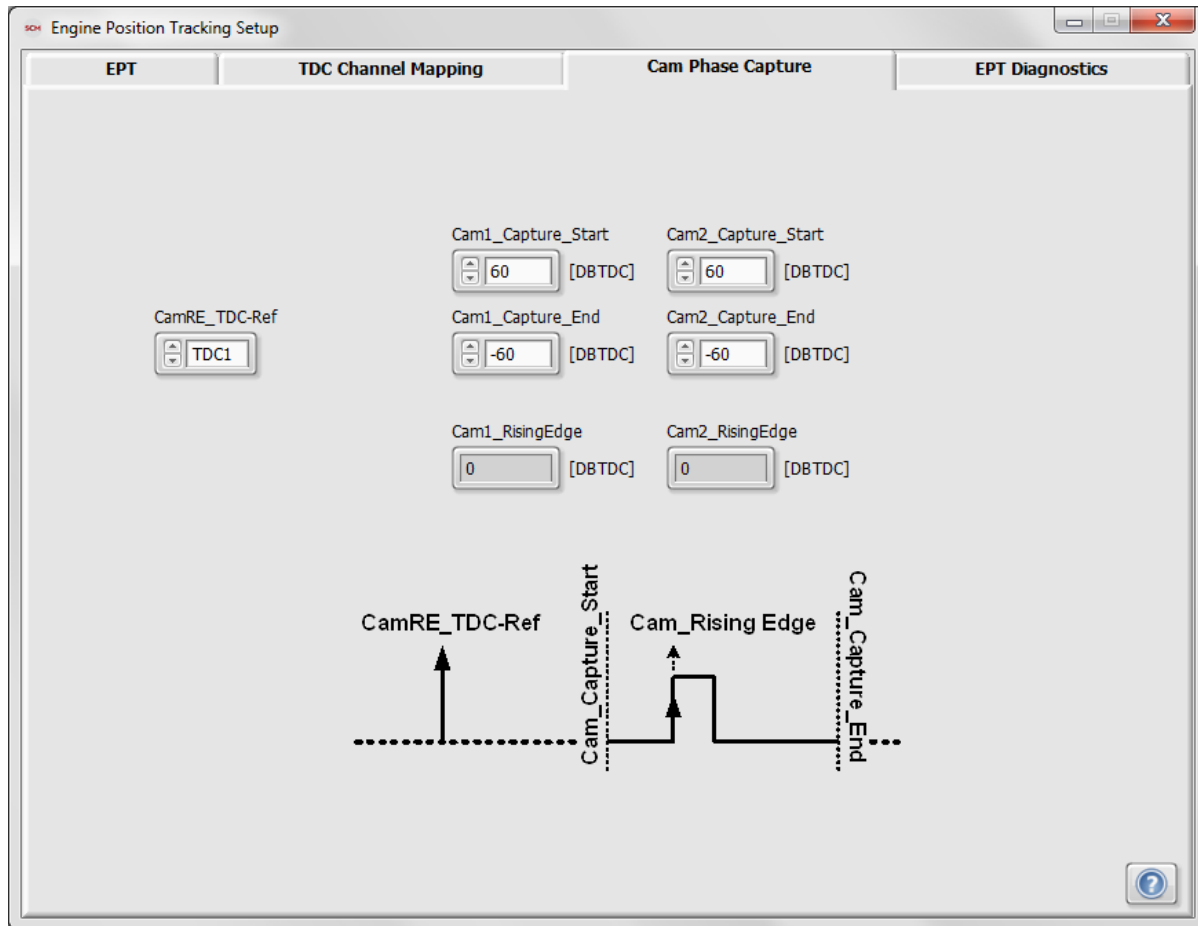 SCM Engine Position Tracking Setup
EPT TDC Channel Mapping Cam Phase Capture EPT Diagnostics
Cam1_Capture_Start Cam2_Capture_Start
60 [DBTDC] 60 [DBTDC]
CamRE_TDC-Ref Cam1_Capture_End Cam2_Capture_End
TDC1 -60 [DBTDC] -60 [DBTDC]
Cam1_RisingEdge Cam2_RisingEdge
0 [DBTDC] 0 [DBTDC]
CamRE_TDC-Ref
Cam_Capture_Start
Cam_Rising Edge
Cam_Capture_End
?